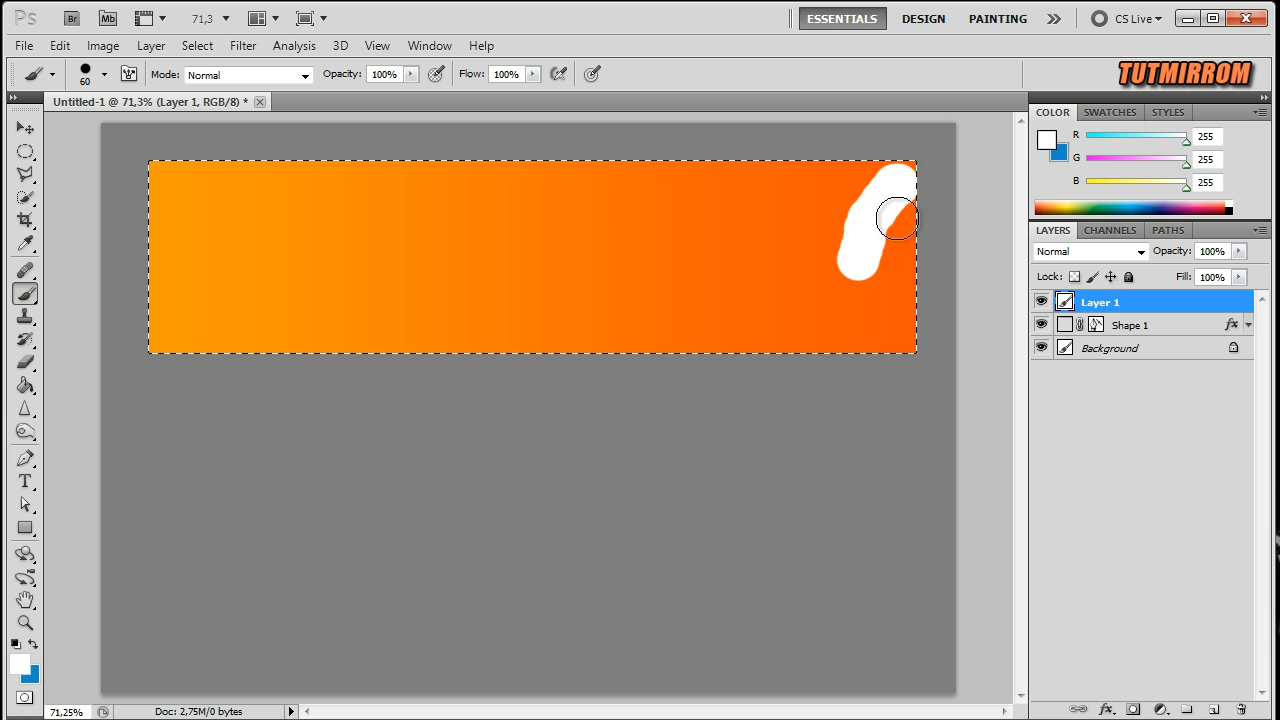 Ps Br Mb 71,3 ESSENTIALS DESIGN PAINTING CS Live
File Edit Image Layer Select Filter Analysis 3D View Window Help
60 Mode: Normal Opacity: 100% Flow: 100% TUTMIRROM
Untitled-1 @ 71,3% (Layer 1, RGB/8) *
COLOR SWATCHES STYLES
R 255
G 255
B 255
LAYERS CHANNELS PATHS
Normal Opacity: 100%
Lock: Fill: 100%
Layer 1
Shape 1 fx
Background
T
71,25% Doc: 2,75M/0 bytes fx